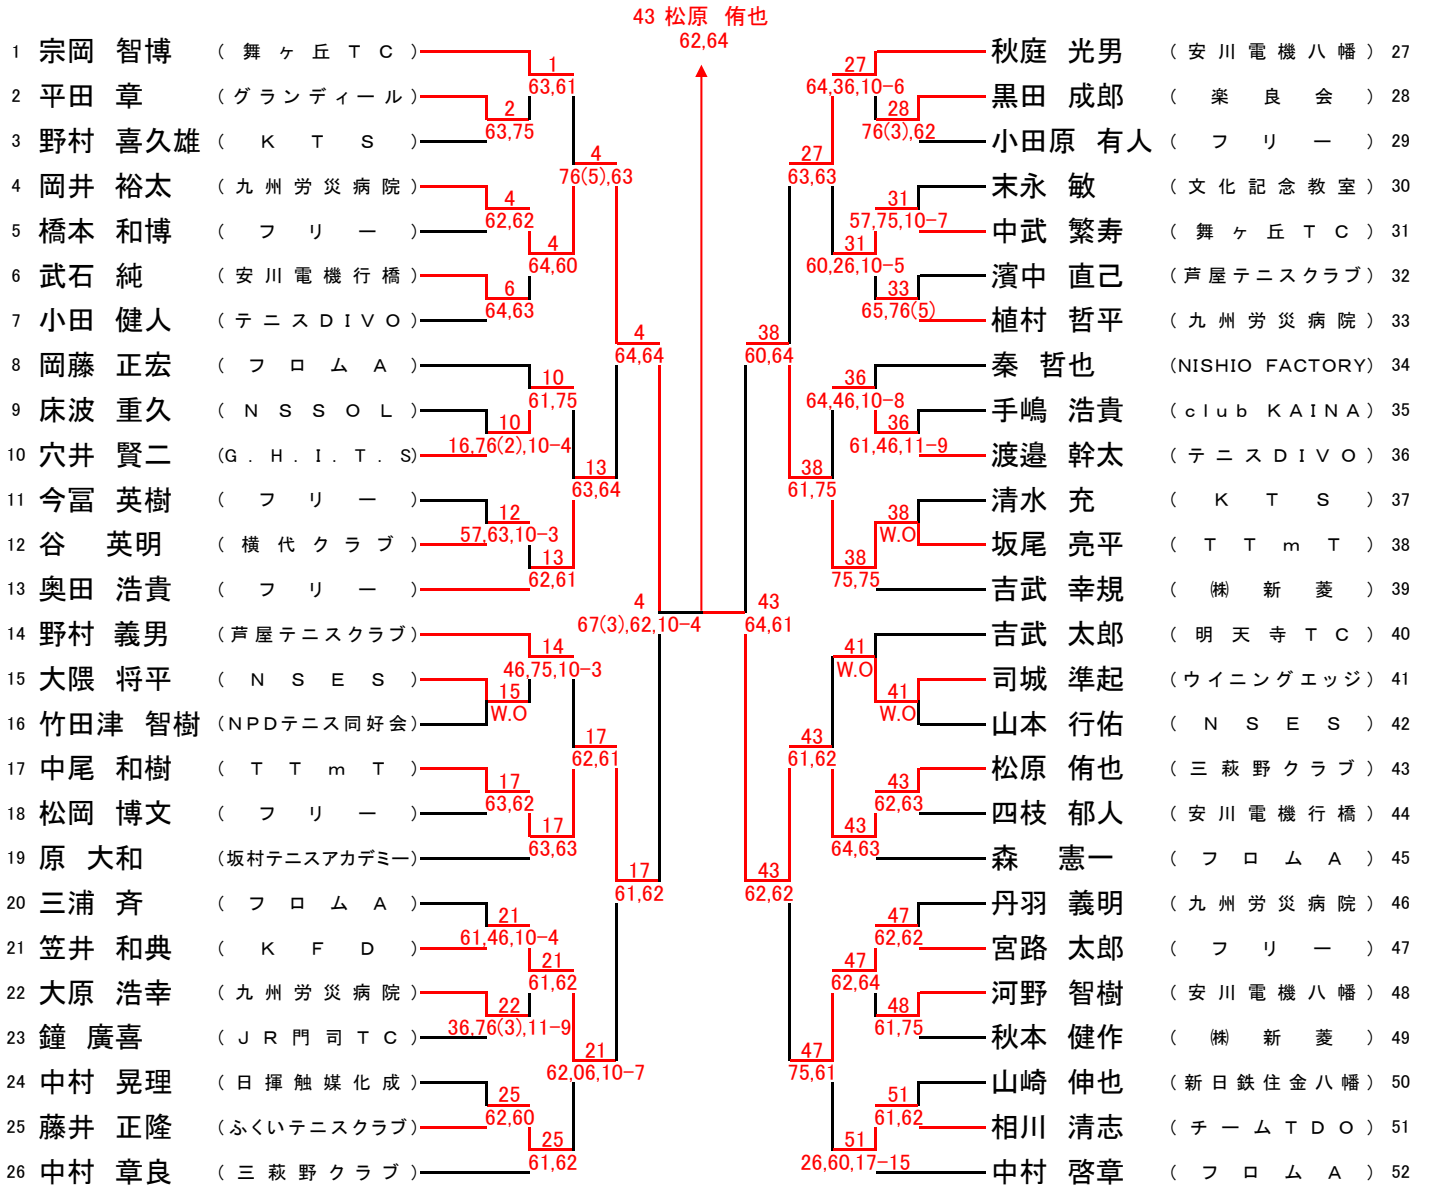 43 松原 侑也
62,64
1 宗岡 智博 (舞ヶ丘TC)
2 平田 章 (グランディール)
3 野村 喜久雄 (KTS)
4 岡井 裕太 (九州労災病院)
5 橋本 和博 (フリー)
6 武石 純 (安川電機行橋)
7 小田 健人 (テニスDIVO)
8 岡藤 正宏 (フロムA)
9 床波 重久 (NSSOL)
10 穴井 賢二 (G.H.I.T.S)
11 今冨 英樹 (フリー)
12 谷 英明 (横代クラブ)
13 奥田 浩貴 (フリー)
14 野村 義男 (芦屋テニスクラブ)
15 大隈 将平 (NSES)
16 竹田津 智樹 (NPDテニス同好会)
17 中尾 和樹 (TTmT)
18 松岡 博文 (フリー)
19 原 大和 (坂村テニスアカデミー)
20 三浦 斉 (フロムA)
21 笠井 和典 (KFD)
22 大原 浩幸 (九州労災病院)
23 鐘 廣喜 (JR門司TC)
24 中村 晃理 (日揮触媒化成)
25 藤井 正隆 (ふくいテニスクラブ)
26 中村 章良 (三萩野クラブ)
2
63,75
4
62,62
6
64,63
10
16,76(2),10-4
12
57,63,10-3
15
W.O
17
63,62
21
61,46,10-4
22
36,76(3),11-9
25
62,60
1
63,61
4
64,60
10
61,75
13
62,61
14
46,75,10-3
17
63,63
21
61,62
25
61,62
4
76(5),63
13
63,64
17
62,61
21
62,06,10-7
4
64,64
17
61,62
4
67(3),62,10-4
43
64,61
38
60,64
43
62,62
27
63,63
38
61,75
43
61,62
47
75,61
27
64,36,10-6
31
60,26,10-5
36
64,46,10-8
38
75,75
41
W.O
43
64,63
47
62,64
51
26,60,17-15
28
76(3),62
31
57,75,10-7
33
65,76(5)
36
61,46,11-9
38
W.O
41
W.O
43
62,63
47
62,62
48
61,75
51
61,62
秋庭 光男 (安川電機八幡) 27
黒田 成郎 (楽良会) 28
小田原 有人 (フリー) 29
末永 敏 (文化記念教室) 30
中武 繁寿 (舞ヶ丘TC) 31
濱中 直己 (芦屋テニスクラブ) 32
植村 哲平 (九州労災病院) 33
秦 哲也 (NISHIO FACTORY) 34
手嶋 浩貴 (club KAINA) 35
渡邉 幹太 (テニスDIVO) 36
清水 充 (KTS) 37
坂尾 亮平 (TTmT) 38
吉武 幸規 (㈱新菱) 39
吉武 太郎 (明天寺TC) 40
司城 準起 (ウイニングエッジ) 41
山本 行佑 (NSES) 42
松原 侑也 (三萩野クラブ) 43
四枝 郁人 (安川電機行橋) 44
森 憲一 (フロムA) 45
丹羽 義明 (九州労災病院) 46
宮路 太郎 (フリー) 47
河野 智樹 (安川電機八幡) 48
秋本 健作 (㈱新菱) 49
山崎 伸也 (新日鉄住金八幡) 50
相川 清志 (チームTDO) 51
中村 啓章 (フロムA) 52